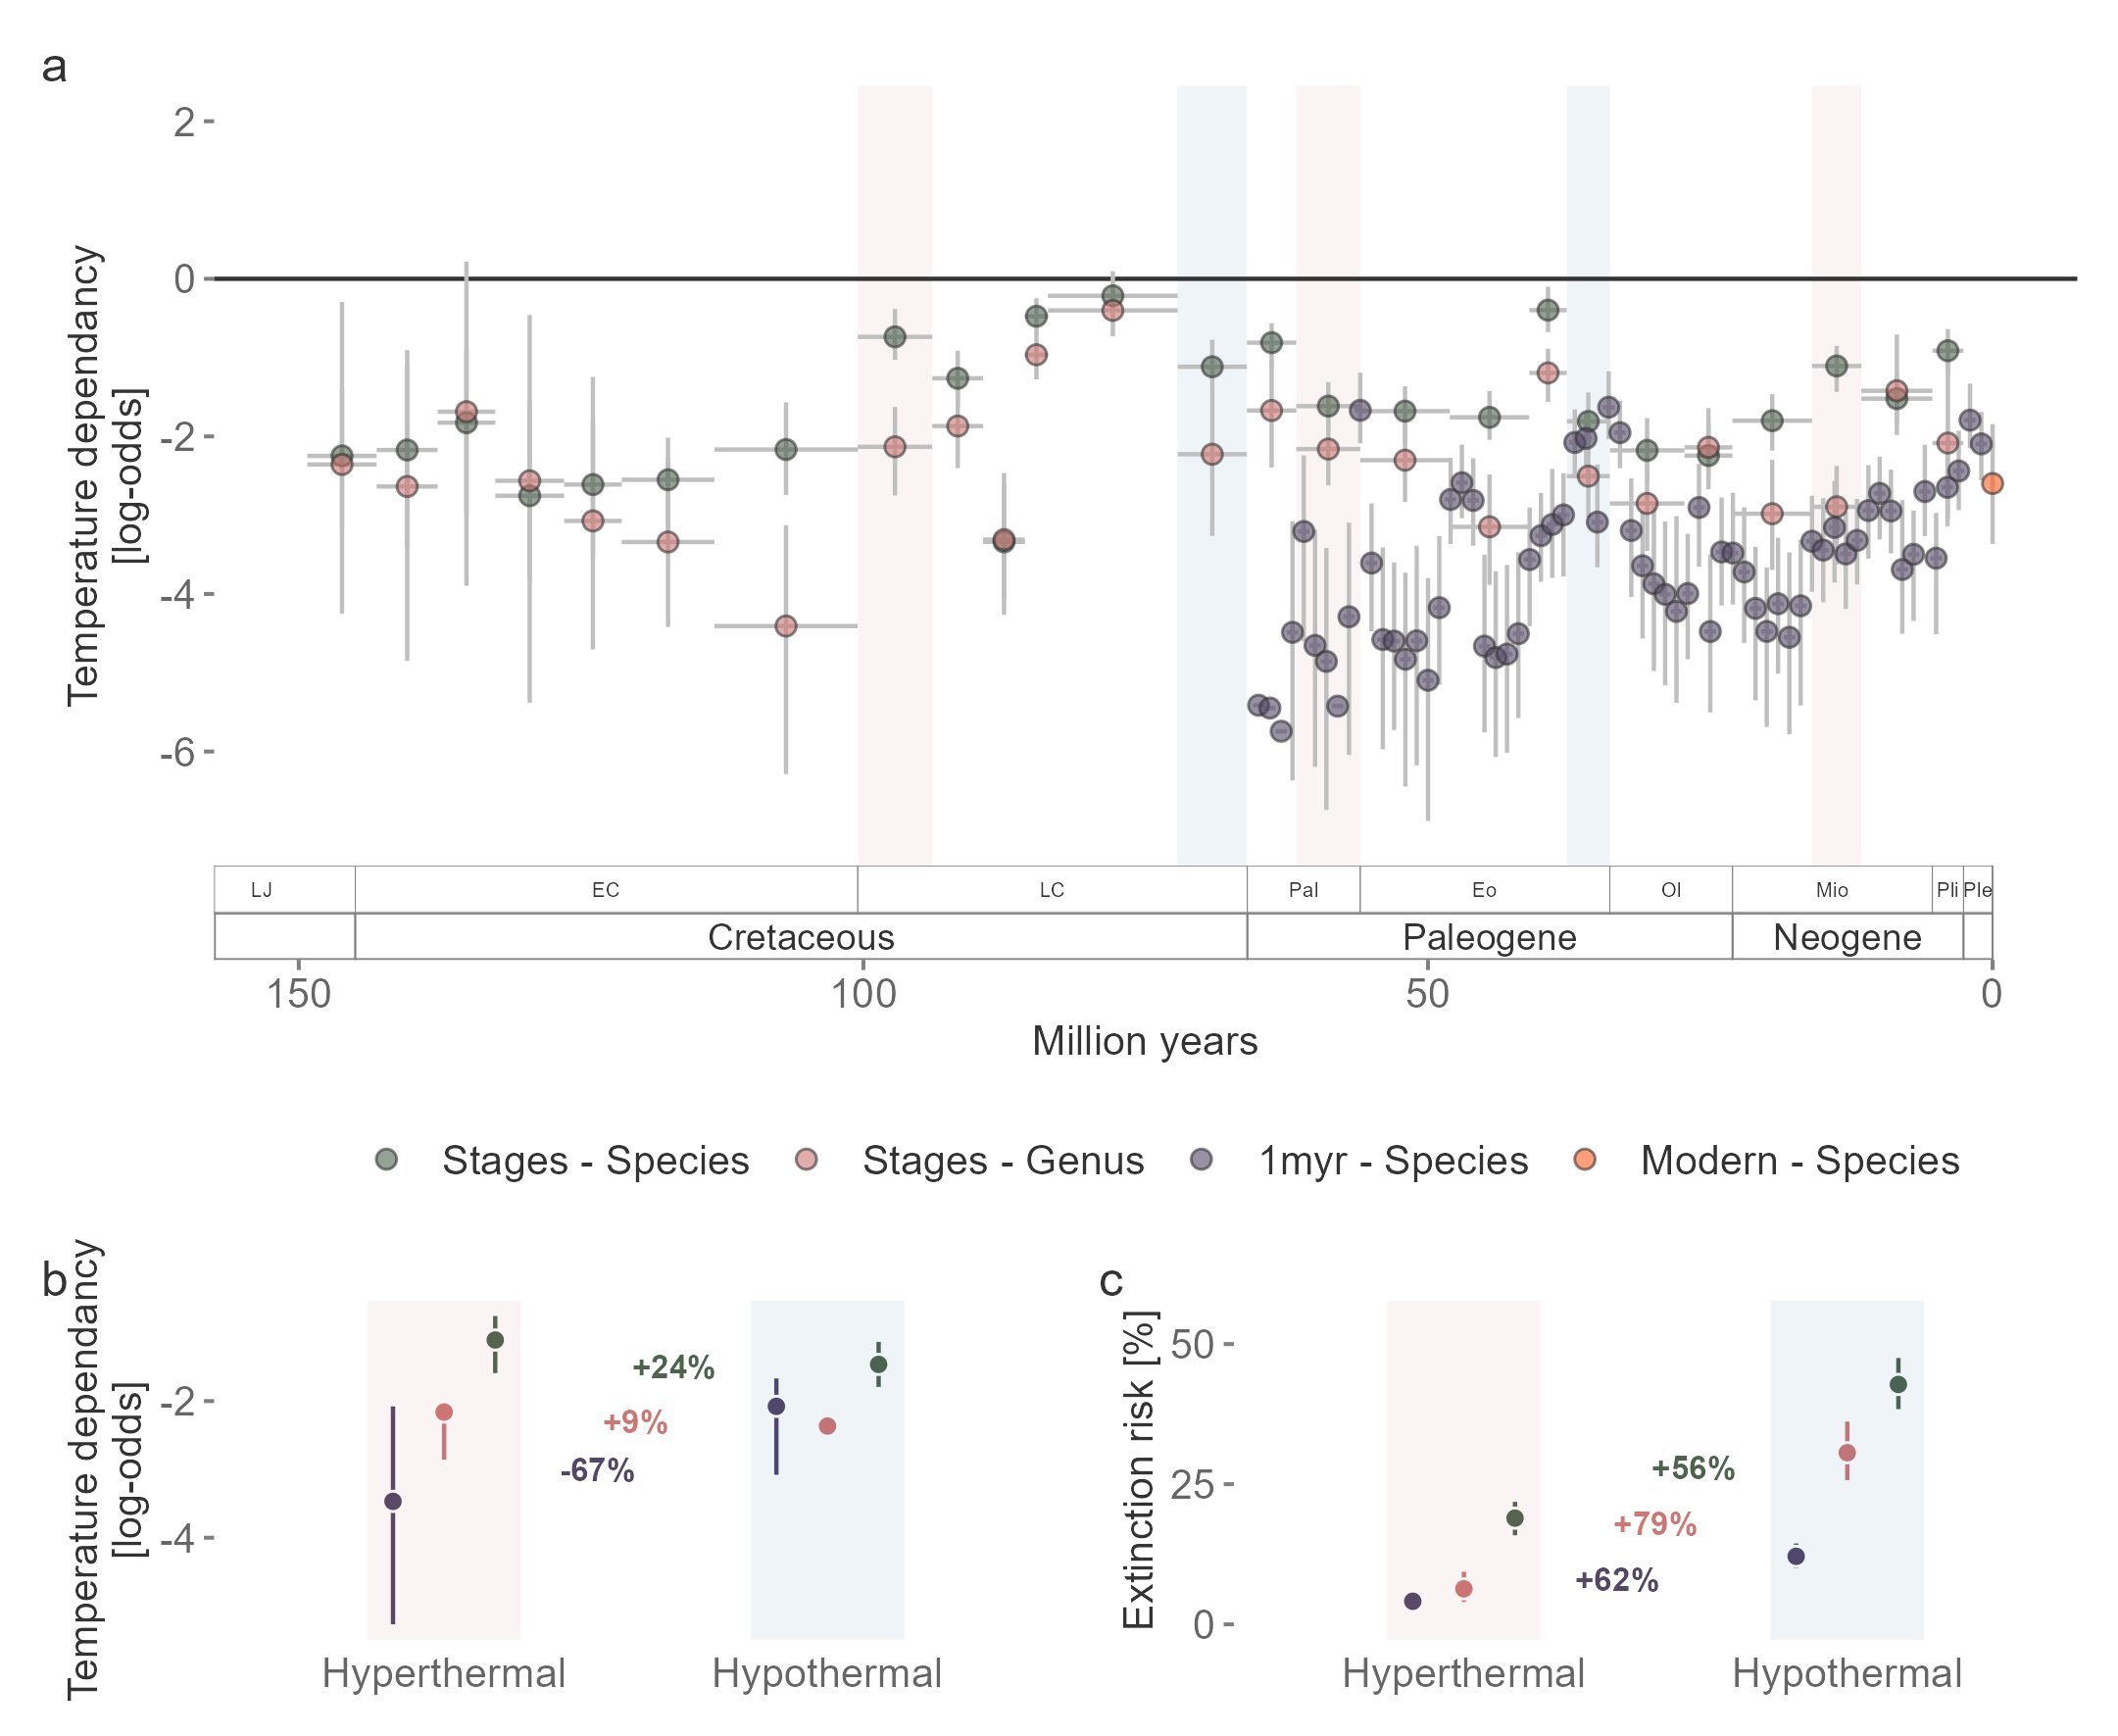 a
2
0
-2
-4
-6
Temperature dependancy
[log-odds]
LJ EC LC Pal Eo Ol Mio Pli Ple
Cretaceous Paleogene Neogene
150 100 50 0
Million years
Stages - Species Stages - Genus 1myr - Species Modern - Species
b
Temperature dependancy
[log-odds]
-2
-4
+24%
+9%
-67%
Hyperthermal Hypothermal
c
Extinction risk [%]
50
25
0
+56%
+79%
+62%
Hyperthermal Hypothermal